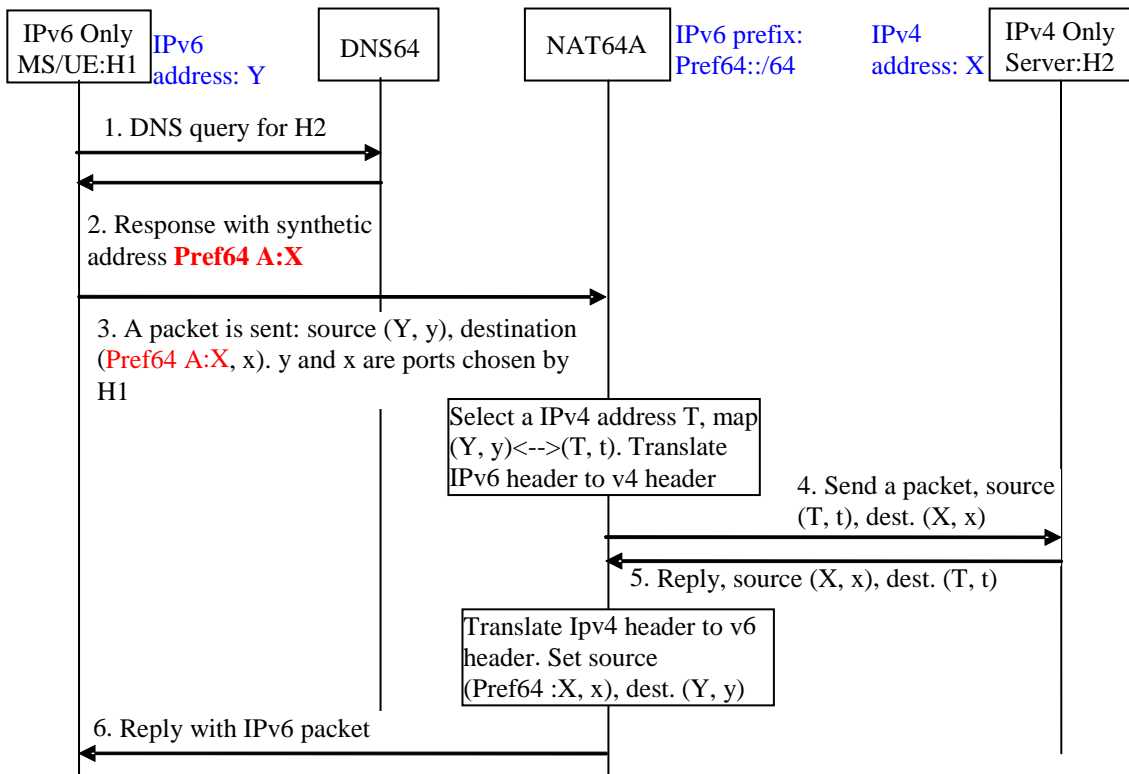 IPv6 Only
MS/UE:H1
IPv6
address: Y
DNS64
NAT64A
IPv6 prefix:
Pref64::/64
IPv4
address: X
IPv4 Only
Server:H2
1. DNS query for H2
2. Response with synthetic
address Pref64 A:X
3. A packet is sent: source (Y, y), destination
(Pref64 A:X, x). y and x are ports chosen by
H1
Select a IPv4 address T, map
(Y, y)<-->(T, t). Translate
IPv6 header to v4 header
4. Send a packet, source
(T, t), dest. (X, x)
5. Reply, source (X, x), dest. (T, t)
Translate Ipv4 header to v6
header. Set source
(Pref64 :X, x), dest. (Y, y)
6. Reply with IPv6 packet